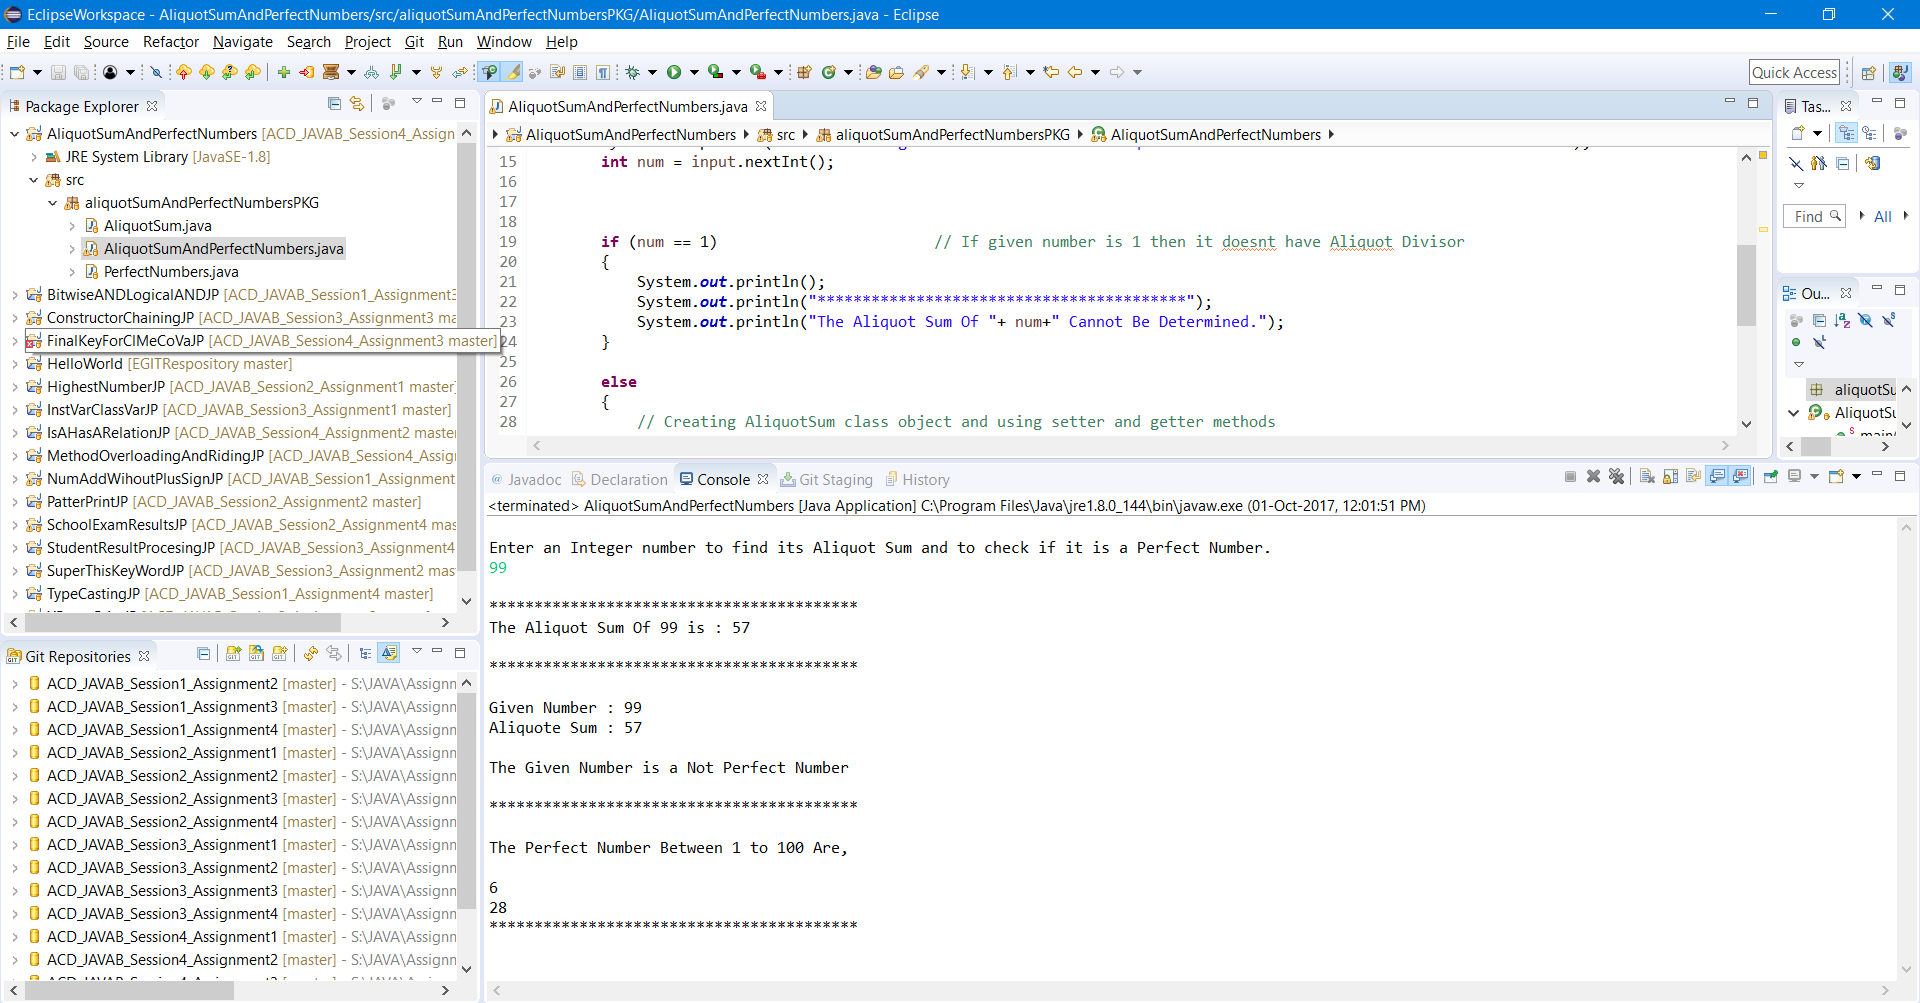 EclipseWorkspace - AliquotSumAndPerfectNumbers/src/aliquotSumAndPerfectNumbersPKG/AliquotSumAndPerfectNumbers.java - Eclipse
File Edit Source Refactor Navigate Search Project Git Run Window Help
Quick Access
Package Explorer
AliquotSumAndPerfectNumbers [ACD_JAVAB_Session4_Assign
JRE System Library [JavaSE-1.8]
src
aliquotSumAndPerfectNumbersPKG
AliquotSum.java
AliquotSumAndPerfectNumbers.java
PerfectNumbers.java
BitwiseANDLogicalANDJP [ACD_JAVAB_Session1_Assignment3
ConstructorChainingJP [ACD_JAVAB_Session3_Assignment3 ma
FinalKeyForClMeCoVaJP [ACD_JAVAB_Session4_Assignment3 master]
HelloWorld [EGITRespository master]
HighestNumberJP [ACD_JAVAB_Session2_Assignment1 master]
InstVarClassVarJP [ACD_JAVAB_Session3_Assignment1 master]
IsAHasARelationJP [ACD_JAVAB_Session4_Assignment2 master
MethodOverloadingAndRidingJP [ACD_JAVAB_Session4_Assig
NumAddWihoutPlusSignJP [ACD_JAVAB_Session1_Assignment
PatterPrintJP [ACD_JAVAB_Session2_Assignment2 master]
SchoolExamResultsJP [ACD_JAVAB_Session2_Assignment4 mas
StudentResultProcesingJP [ACD_JAVAB_Session3_Assignment4
SuperThisKeyWordJP [ACD_JAVAB_Session3_Assignment2 mas
TypeCastingJP [ACD_JAVAB_Session1_Assignment4 master]
Git Repositories
ACD_JAVAB_Session1_Assignment2 [master] - S:\JAVA\Assignn
ACD_JAVAB_Session1_Assignment3 [master] - S:\JAVA\Assignn
ACD_JAVAB_Session1_Assignment4 [master] - S:\JAVA\Assignn
ACD_JAVAB_Session2_Assignment1 [master] - S:\JAVA\Assignn
ACD_JAVAB_Session2_Assignment2 [master] - S:\JAVA\Assignn
ACD_JAVAB_Session2_Assignment3 [master] - S:\JAVA\Assignn
ACD_JAVAB_Session2_Assignment4 [master] - S:\JAVA\Assignn
ACD_JAVAB_Session3_Assignment1 [master] - S:\JAVA\Assignn
ACD_JAVAB_Session3_Assignment2 [master] - S:\JAVA\Assignn
ACD_JAVAB_Session3_Assignment3 [master] - S:\JAVA\Assignn
ACD_JAVAB_Session3_Assignment4 [master] - S:\JAVA\Assignn
ACD_JAVAB_Session4_Assignment1 [master] - S:\JAVA\Assignn
ACD_JAVAB_Session4_Assignment2 [master] - S:\JAVA\Assignn
AliquotSumAndPerfectNumbers.java
AliquotSumAndPerfectNumbers src aliquotSumAndPerfectNumbersPKG AliquotSumAndPerfectNumbers
15 int num = input.nextInt();
16
17
18
19 if (num == 1) // If given number is 1 then it doesnt have Aliquot Divisor
20 {
21 System.out.println();
22 System.out.println("*****************************************");
23 System.out.println("The Aliquot Sum Of "+ num+" Cannot Be Determined.");
24 }
25
26 else
27 {
28 // Creating AliquotSum class object and using setter and getter methods
Javadoc Declaration Console Git Staging History
<terminated> AliquotSumAndPerfectNumbers [Java Application] C:\Program Files\Java\jre1.8.0_144\bin\javaw.exe (01-Oct-2017, 12:01:51 PM)
Enter an Integer number to find its Aliquot Sum and to check if it is a Perfect Number.
99
*****************************************
The Aliquot Sum Of 99 is : 57
*****************************************
Given Number : 99
Aliquote Sum : 57
The Given Number is a Not Perfect Number
*****************************************
The Perfect Number Between 1 to 100 Are,
6
28
*****************************************
Tas...
Find All
Ou...
aliquotSu
AliquotSu